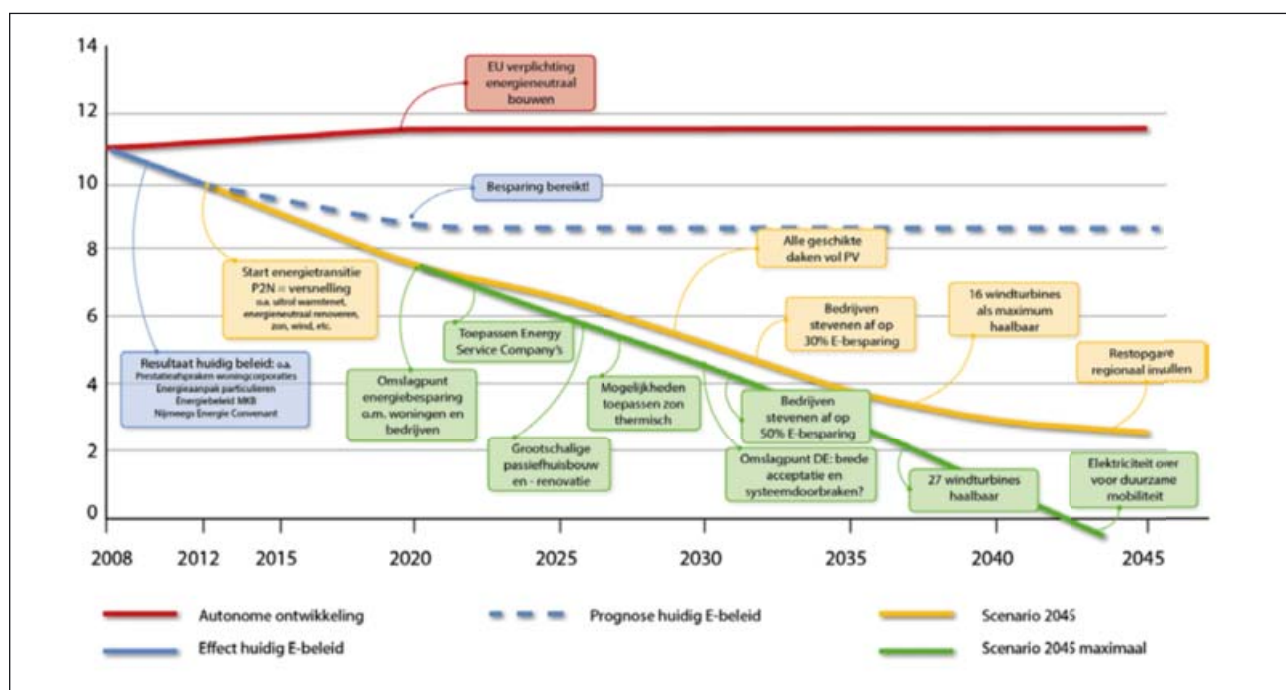 14
12
10
8
6
4
2
0
EU verplichting
energieneutraal
bouwen
Besparing bereikt!
Start energietransitie
P2N = versnelling
o.a. uitrol warmtenet,
energieneutraal renoveren,
zon, wind, etc.
Resultaat huidig beleid: o.a.
Prestatieafspraken woningcorporaties
Energieaanpak particulieren
Energiebeleid MKB
Nijmeegs Energie Convenant
Alle geschikte
daken vol PV
Bedrijven
stevenen af op
30% E-besparing
16 windturbines
als maximum
haalbaar
Restopgave
regionaal invullen
Toepassen Energy
Service Company's
Omslagpunt
energiebesparing
o.m. woningen en
bedrijven
Mogelijkheden
toepassen zon
thermisch
Grootschalige
passiefhuisbouw
en - renovatie
Bedrijven
stevenen af op
50% E-besparing
Omslagpunt DE: brede
acceptatie en
systeemdoorbraken?
27 windturbines
haalbaar
Elektriciteit over
voor duurzame
mobiliteit
2008 2012 2015 2020 2025 2030 2035 2040 2045
Autonome ontwikkeling
Prognose huidig E-beleid
Scenario 2045
Effect huidig E-beleid
Scenario 2045 maximaal